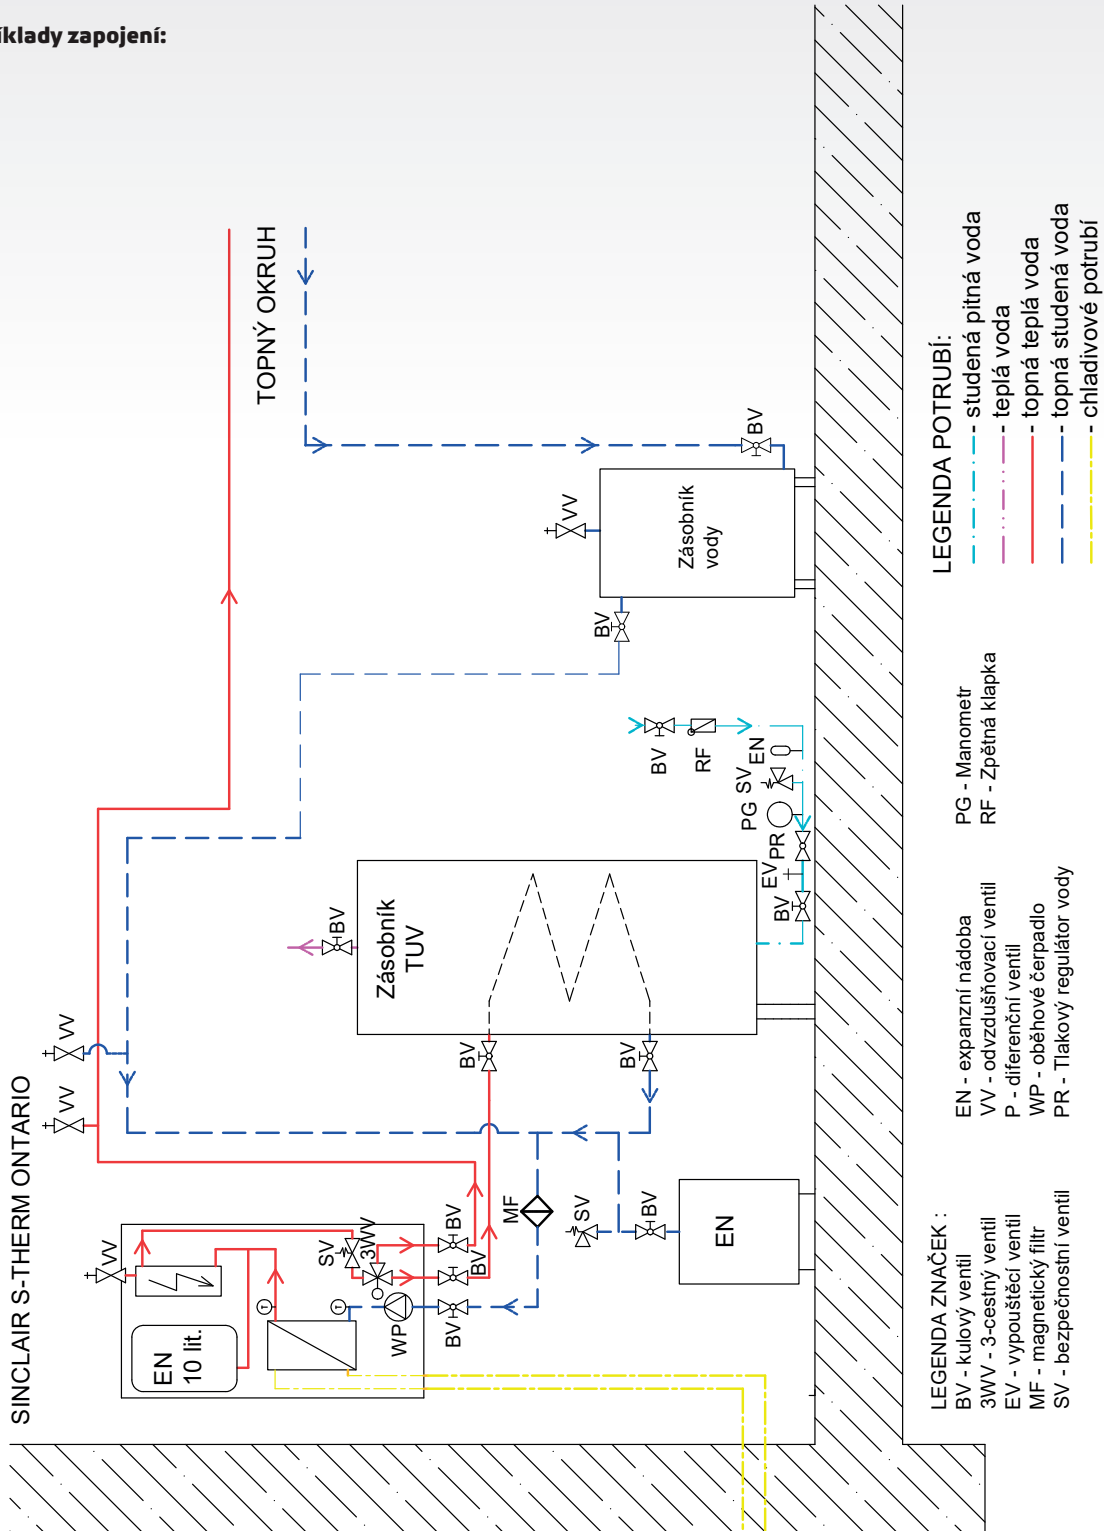 íklady zapojení:
SINCLAIR S-THERM ONTARIO
VV
VV
VV
EN
10 lit.
T
T
WP
SV
3WV
BV
BV
BV
MF
SV
BV
EN
BV
BV
Zásobník
TUV
BV
BV
EV
PR
PG
SV
EN
BV
RF
TOPNÝ OKRUH
BV
VV
Zásobník
vody
BV
LEGENDA ZNAČEK :
BV - kulový ventil
3WV - 3-cestný ventil
EV - vypouštěcí ventil
MF - magnetický filtr
SV - bezpečnostní ventil
EN - expanzní nádoba
VV - odvzdušňovací ventil
P - diferenční ventil
WP - oběhové čerpadlo
PR - Tlakový regulátor vody
PG - Manometr
RF - Zpětná klapka
LEGENDA POTRUBÍ:
- studená pitná voda
- teplá voda
- topná teplá voda
- topná studená voda
- chladivové potrubí